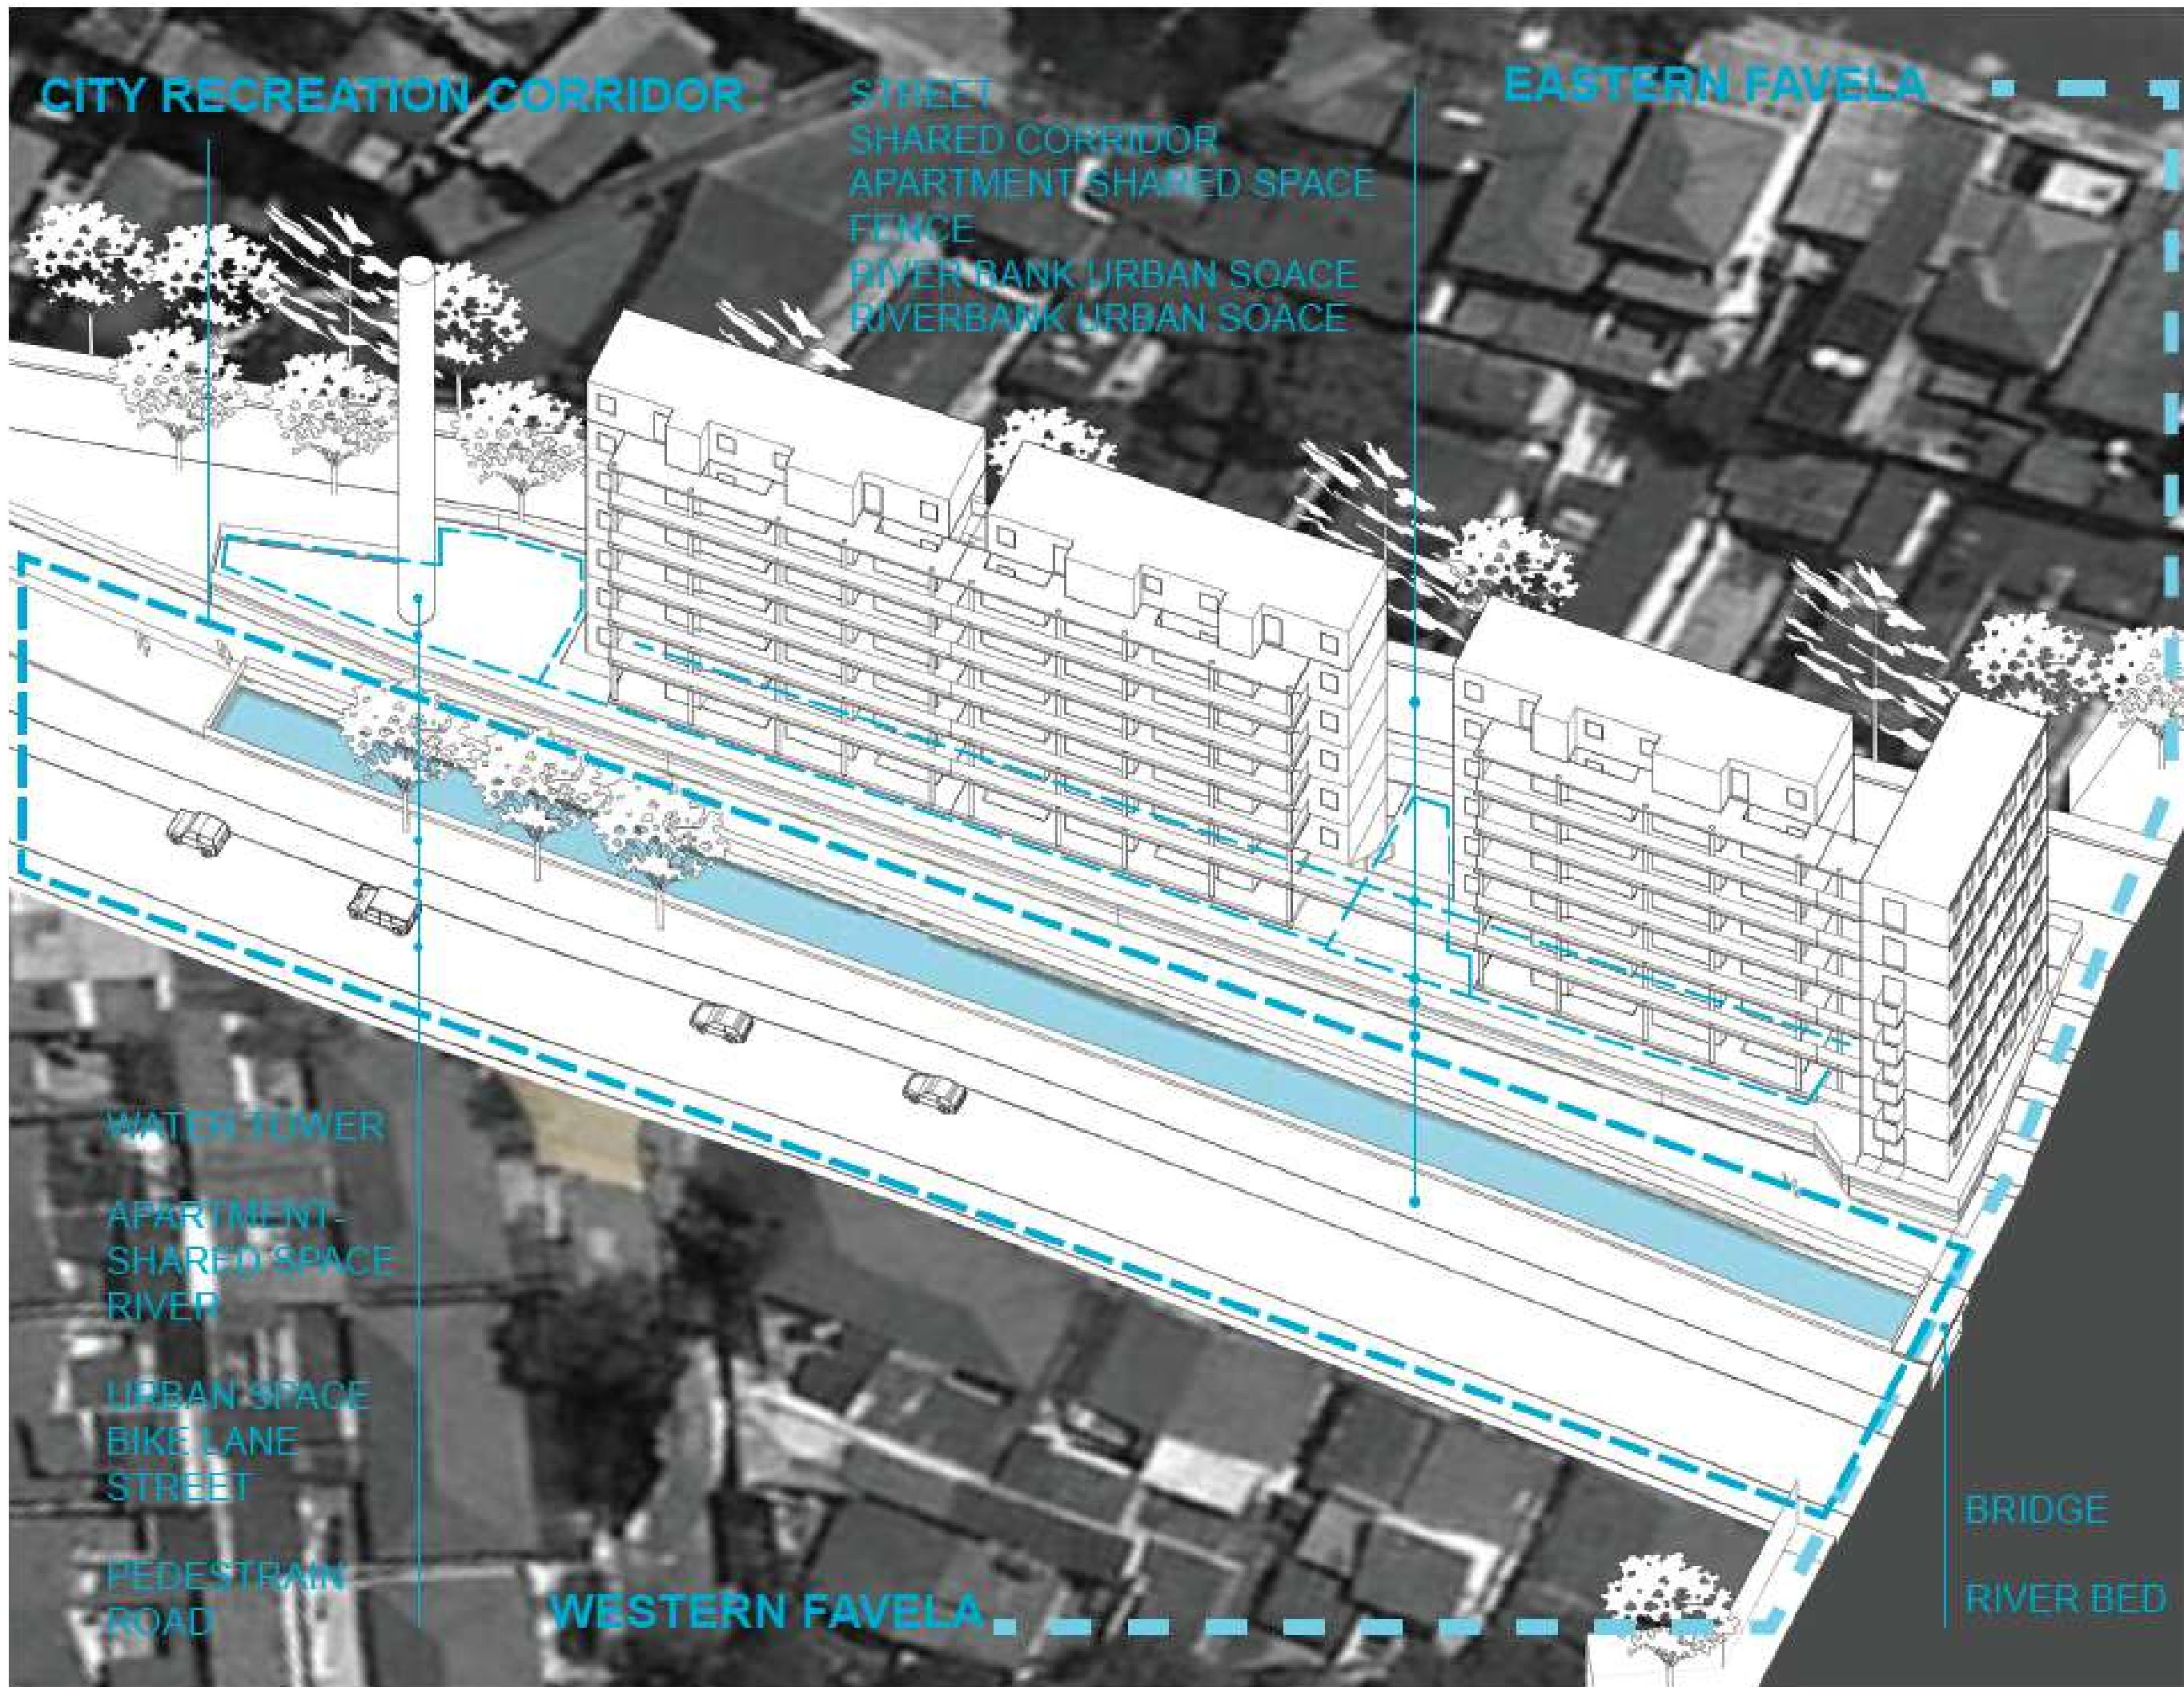 CITY RECREATION CORRIDOR
STREET
SHARED CORRIDOR
APARTMENT SHARED SPACE
FENCE
RIVER BANK URBAN SOACE
RIVERBANK URBAN SOACE
EASTERN FAVELA
WATER TOWER
APARTMENT-
SHARED SPACE
RIVER
URBAN SPACE
BIKE LANE
STREET
PEDESTRAIN
ROAD
WESTERN FAVELA
BRIDGE
RIVER BED